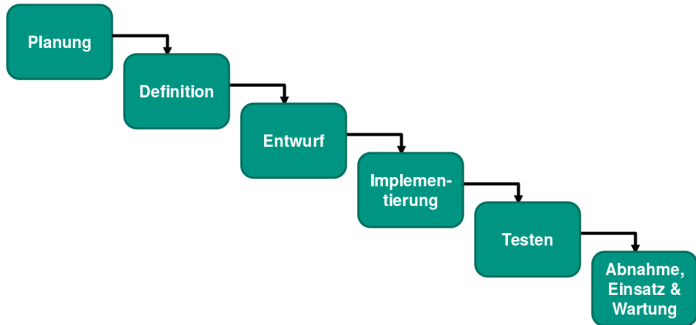 Planung
Definition
Entwurf
Implemen-
tierung
Testen
Abnahme,
Einsatz &
Wartung